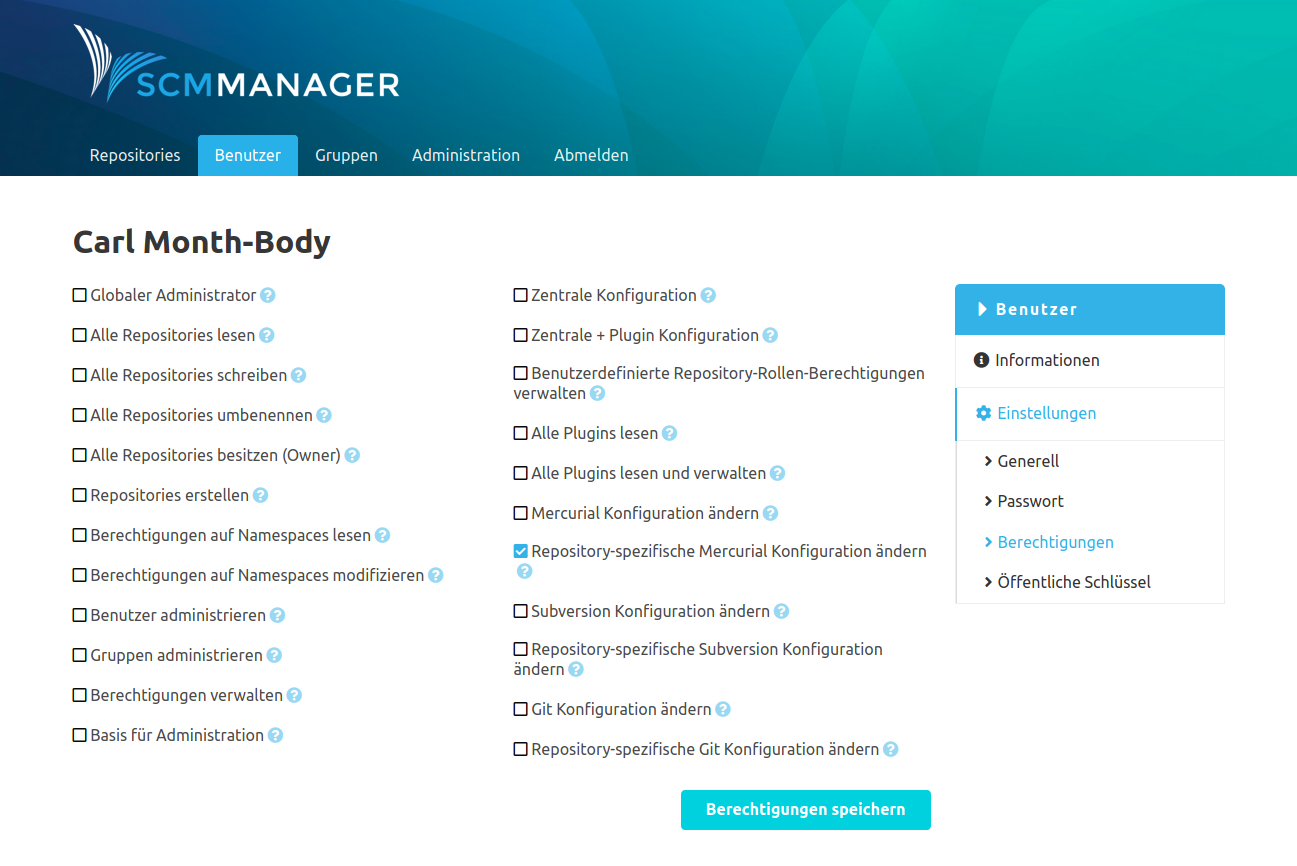 SCMMANAGER
Repositories
Benutzer
Gruppen
Administration
Abmelden
Carl Month-Body
Globaler Administrator
Alle Repositories lesen
Alle Repositories schreiben
Alle Repositories umbenennen
Alle Repositories besitzen (Owner)
Repositories erstellen
Berechtigungen auf Namespaces lesen
Berechtigungen auf Namespaces modifizieren
Benutzer administrieren
Gruppen administrieren
Berechtigungen verwalten
Basis für Administration
Zentrale Konfiguration
Zentrale + Plugin Konfiguration
Benutzerdefinierte Repository-Rollen-Berechtigungen
verwalten
Alle Plugins lesen
Alle Plugins lesen und verwalten
Mercurial Konfiguration ändern
Repository-spezifische Mercurial Konfiguration ändern
Subversion Konfiguration ändern
Repository-spezifische Subversion Konfiguration
ändern
Git Konfiguration ändern
Repository-spezifische Git Konfiguration ändern
Berechtigungen speichern
Benutzer
Informationen
Einstellungen
Generell
Passwort
Berechtigungen
Öffentliche Schlüssel